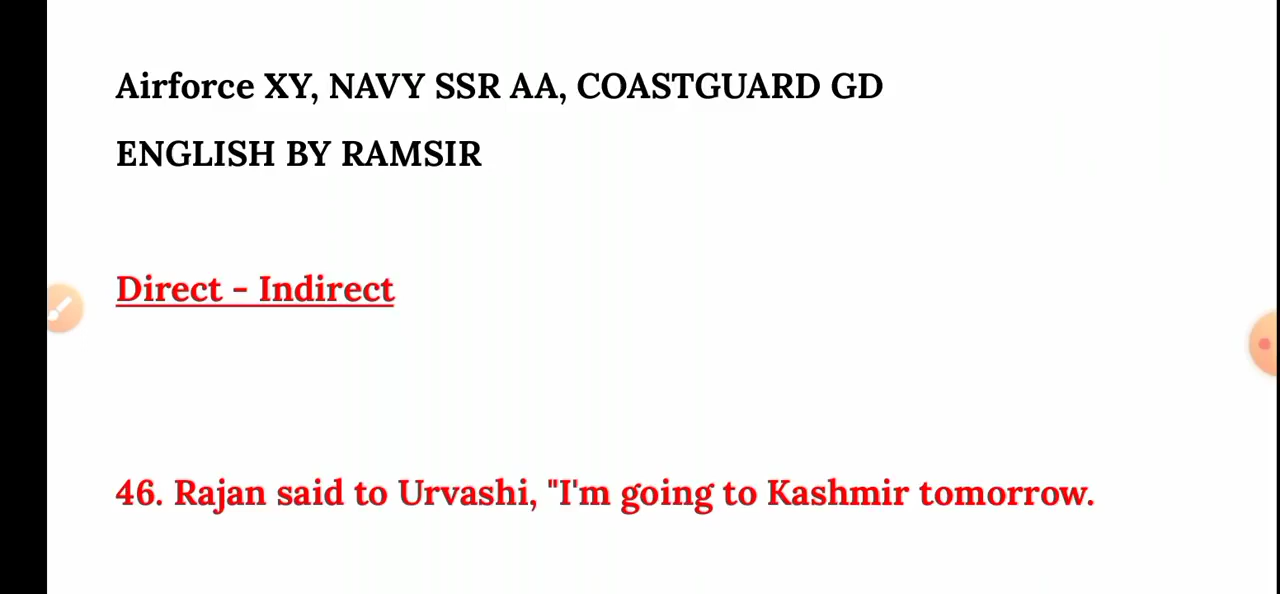 Airforce XY, NAVY SSR AA, COASTGUARD GD
ENGLISH BY RAMSIR
Direct - Indirect
46. Rajan said to Urvashi, "I'm going to Kashmir tomorrow.